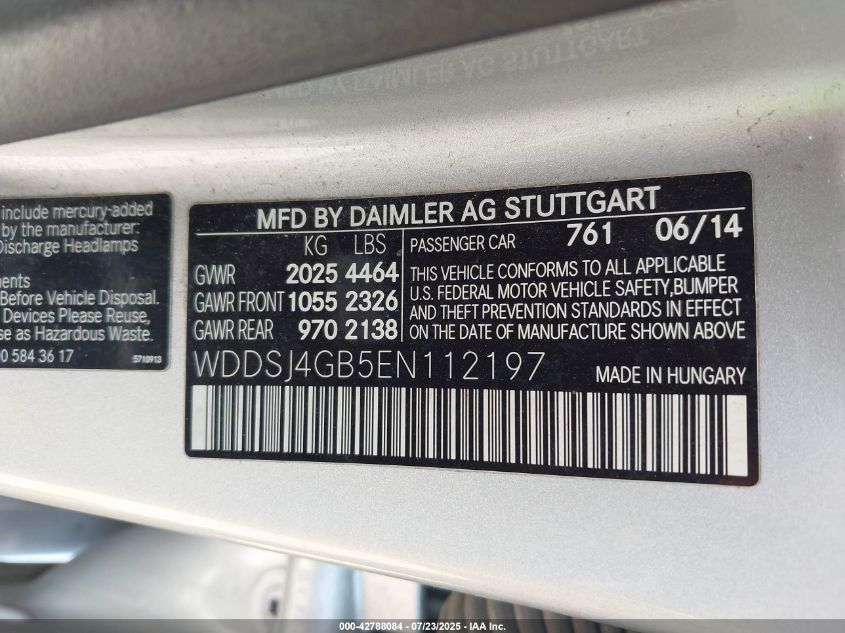 include mercury-added
by the manufacturer:
Discharge Headlamps
ments
Before Vehicle Disposal.
Devices Please Reuse,
se as Hazardous Waste.
0 584 36 17
5710913
MFD BY DAIMLER AG STUTTGART
KG LBS
GVWR 2025 4464
GAWR FRONT 1055 2326
GAWR REAR 970 2138
PASSENGER CAR 761 06/14
THIS VEHICLE CONFORMS TO ALL APPLICABLE
U.S. FEDERAL MOTOR VEHICLE SAFETY, BUMPER
AND THEFT PREVENTION STANDARDS IN EFFECT
ON THE DATE OF MANUFACTURE SHOWN ABOVE
WDDSJ4GB5EN112197
MADE IN HUNGARY
000-42788084 - 07/23/2025 - IAA Inc.